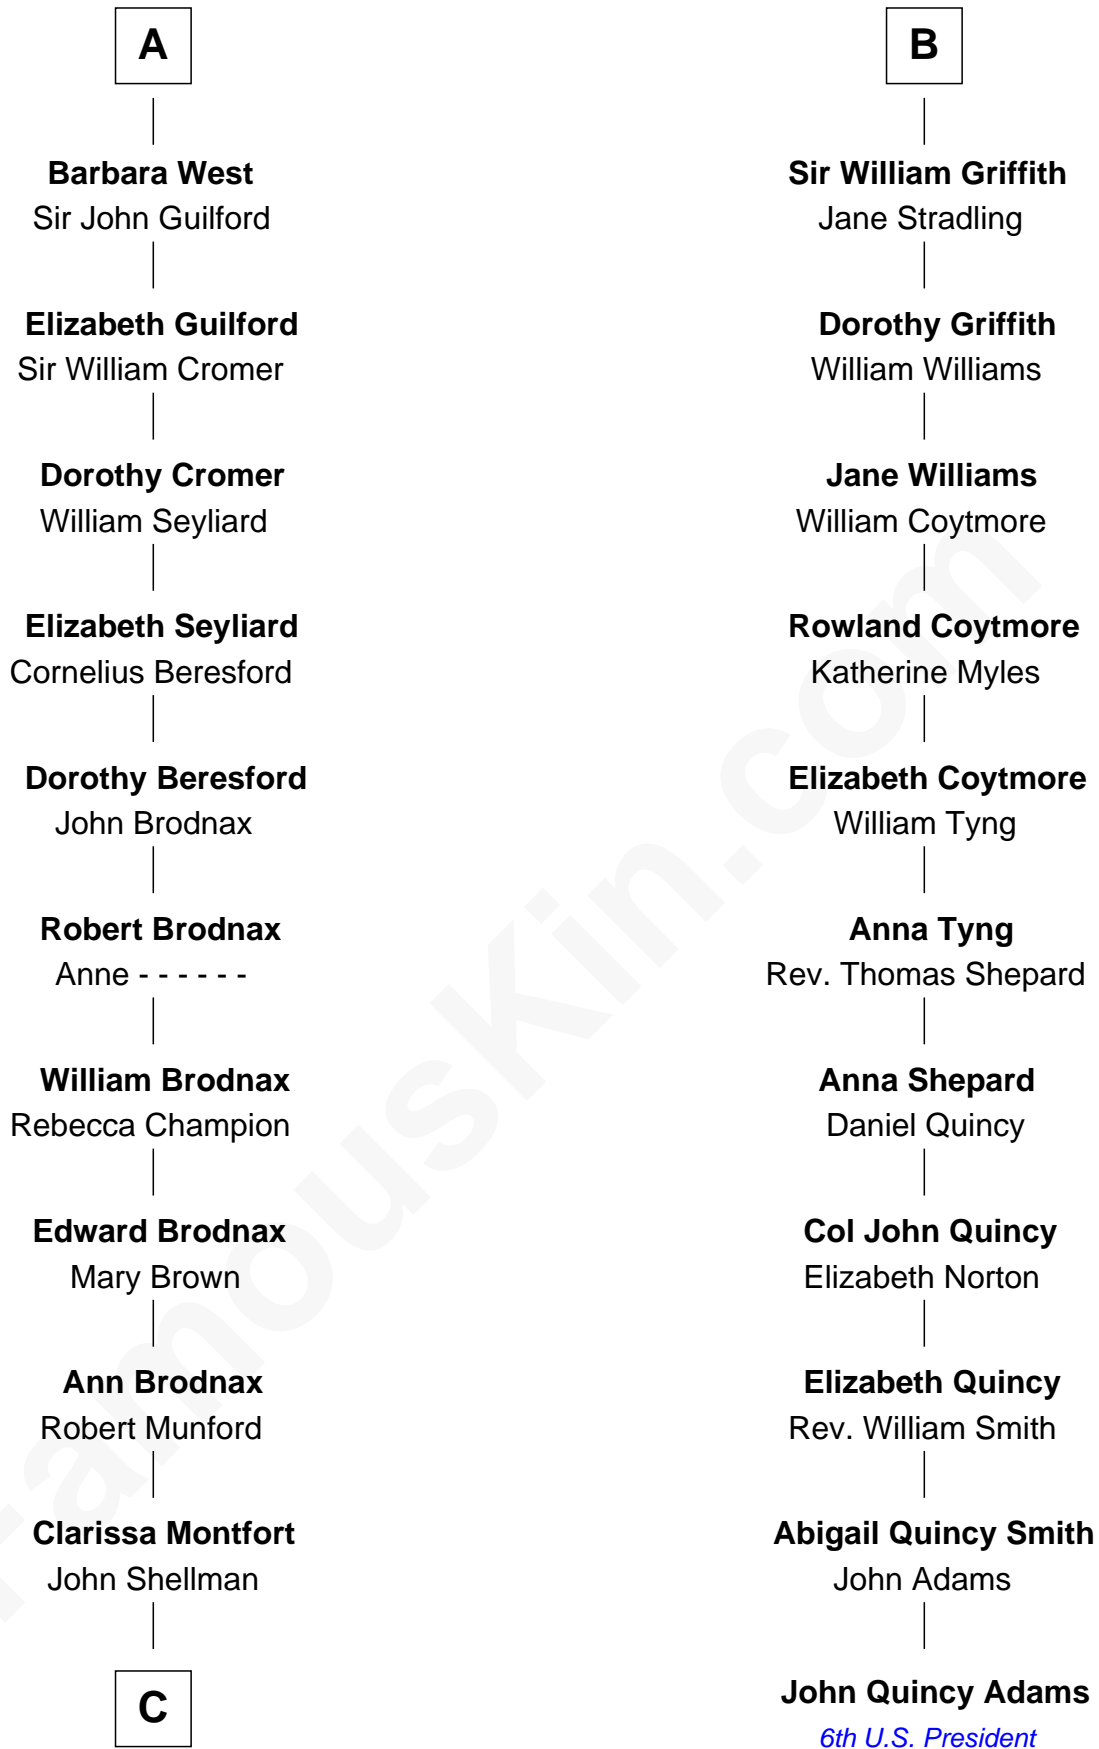 A
Barbara West
Sir John Guilford
Elizabeth Guilford
Sir William Cromer
Dorothy Cromer
William Seyliard
Elizabeth Seyliard
Cornelius Beresford
Dorothy Beresford
John Brodnax
Robert Brodnax
Anne - - - - - -
William Brodnax
Rebecca Champion
Edward Brodnax
Mary Brown
Ann Brodnax
Robert Munford
Clarissa Montfort
John Shellman
C
B
Sir William Griffith
Jane Stradling
Dorothy Griffith
William Williams
Jane Williams
William Coytmore
Rowland Coytmore
Katherine Myles
Elizabeth Coytmore
William Tyng
Anna Tyng
Rev. Thomas Shepard
Anna Shepard
Daniel Quincy
Col John Quincy
Elizabeth Norton
Elizabeth Quincy
Rev. William Smith
Abigail Quincy Smith
John Adams
John Quincy Adams
6th U.S. President
FamousKin.com